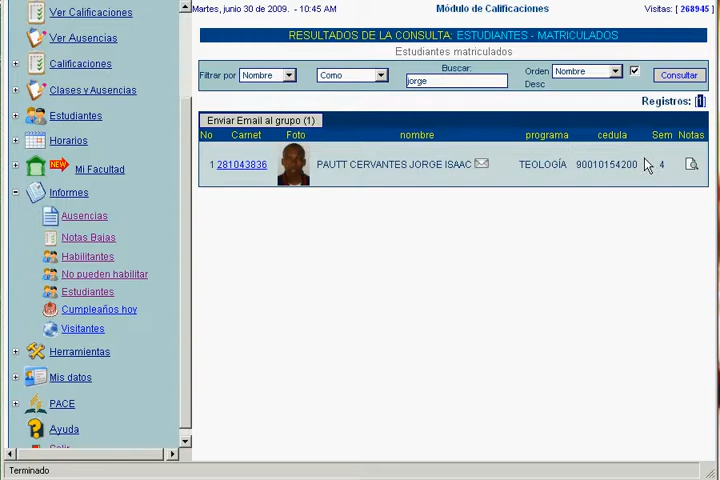 Ver Calificaciones
Ver Ausencias
Calificaciones
Clases y Ausencias
Estudiantes
Horarios
NEW Mi Facultad
Informes
Ausencias
Notas Bajas
Habilitantes
No pueden habilitar
Estudiantes
Cumpleaños hoy
Visitantes
Herramientas
Mis datos
PACE
Ayuda
Salir
Martes, junio 30 de 2009. - 10:45 AM Módulo de Calificaciones Visitas: [ 268945 ]
RESULTADOS DE LA CONSULTA: ESTUDIANTES - MATRICULADOS
Estudiantes matriculados
Filtrar por Nombre Como Buscar: jorge Orden Nombre Desc Consultar
Registros: [1]
Enviar Email al grupo (1)
No Carnet Foto nombre programa cedula Sem Notas
1 281043836 PAUTT CERVANTES JORGE ISAAC TEOLOGÍA 90010154200 4
Terminado